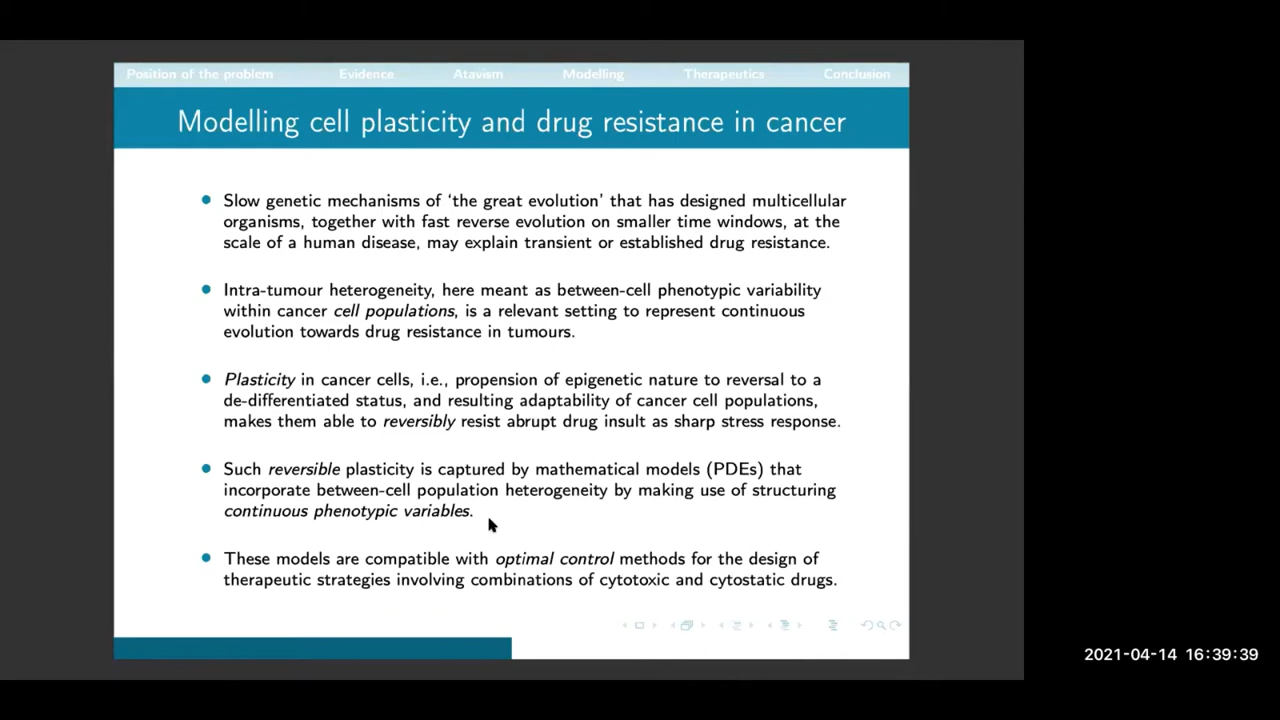 Position of the problem Evidence Atavism Modelling Therapeutics Conclusion
Modelling cell plasticity and drug resistance in cancer
Slow genetic mechanisms of ‘the great evolution’ that has designed multicellular
organisms, together with fast reverse evolution on smaller time windows, at the
scale of a human disease, may explain transient or established drug resistance.
Intra-tumour heterogeneity, here meant as between-cell phenotypic variability
within cancer cell populations, is a relevant setting to represent continuous
evolution towards drug resistance in tumours.
Plasticity in cancer cells, i.e., propension of epigenetic nature to reversal to a
de-differentiated status, and resulting adaptability of cancer cell populations,
makes them able to reversibly resist abrupt drug insult as sharp stress response.
Such reversible plasticity is captured by mathematical models (PDEs) that
incorporate between-cell population heterogeneity by making use of structuring
continuous phenotypic variables.
These models are compatible with optimal control methods for the design of
therapeutic strategies involving combinations of cytotoxic and cytostatic drugs.
2021-04-14 16:39:39